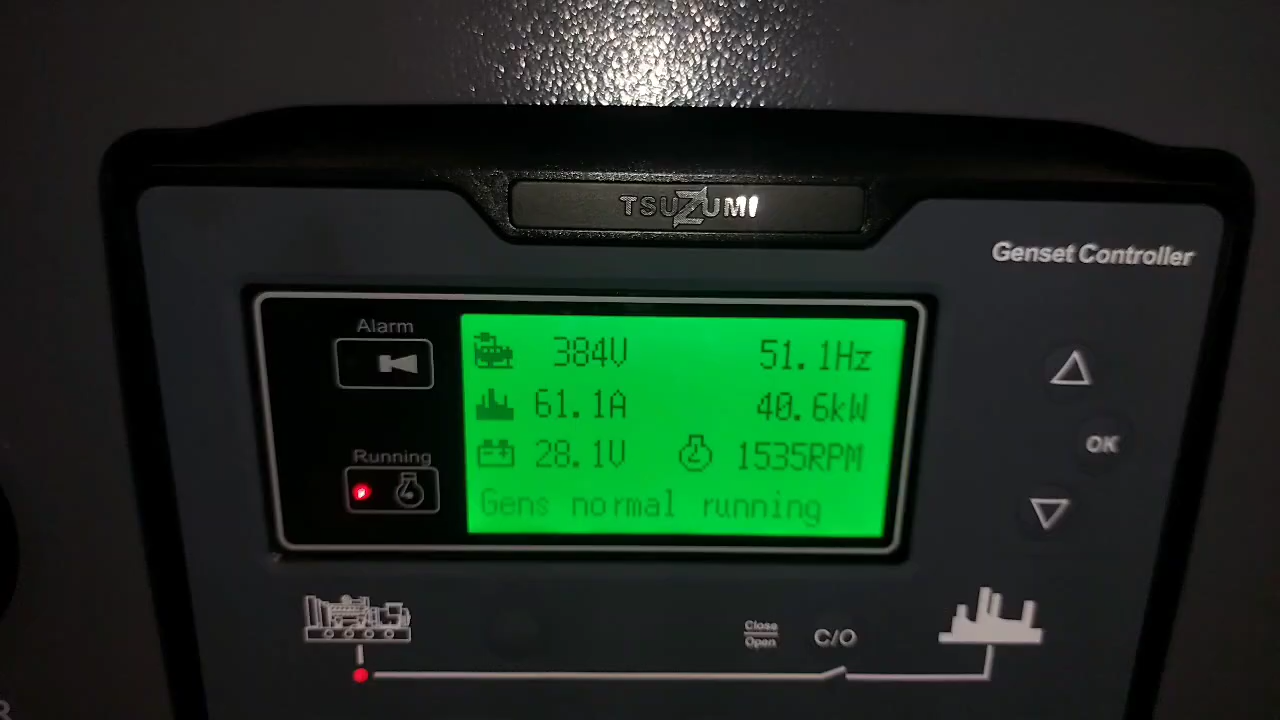 TSUZUMI
Genset Controller
Alarm
384V 51.1Hz
61.1A 40.6kW
Running
28.1V 1535RPM
Gens normal running
OK
Close
Open
C/O
R